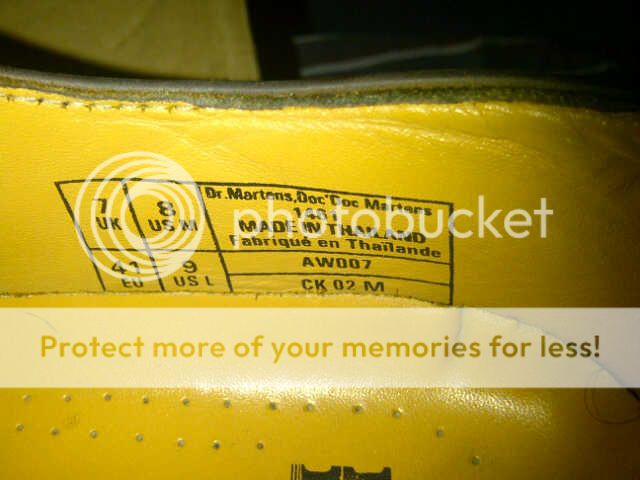 7 UK
8 US M
41 EU
9 US L
Dr.Martens,Doc'Doc Martens
MADE IN THAILAND
Fabriqué en Thaïlande
AW007
CK 02 M
photobucket
Protect more of your memories for less!